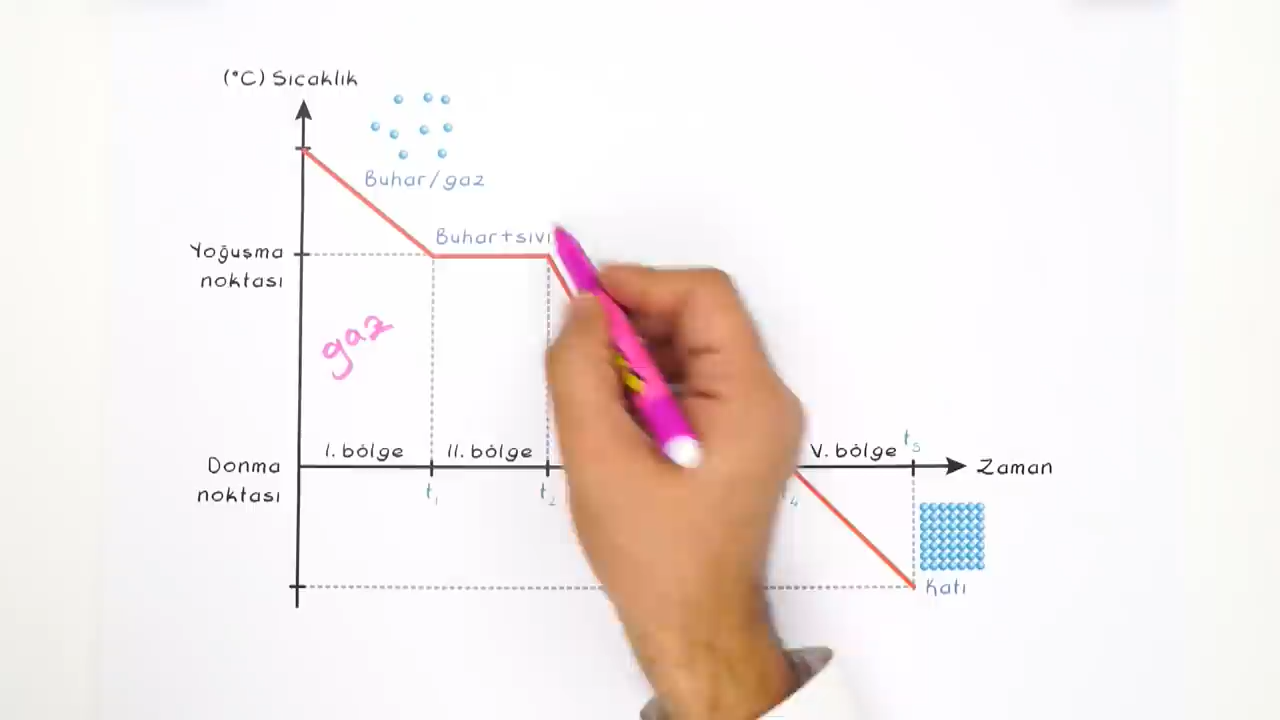 (°C) Sıcaklık
Buhar/gaz
Buhar+sıvı
Yoğuşma
noktası
gaz
I. bölge
II. bölge
V. bölge
t5
Donma
noktası
Zaman
t1
t2
Katı